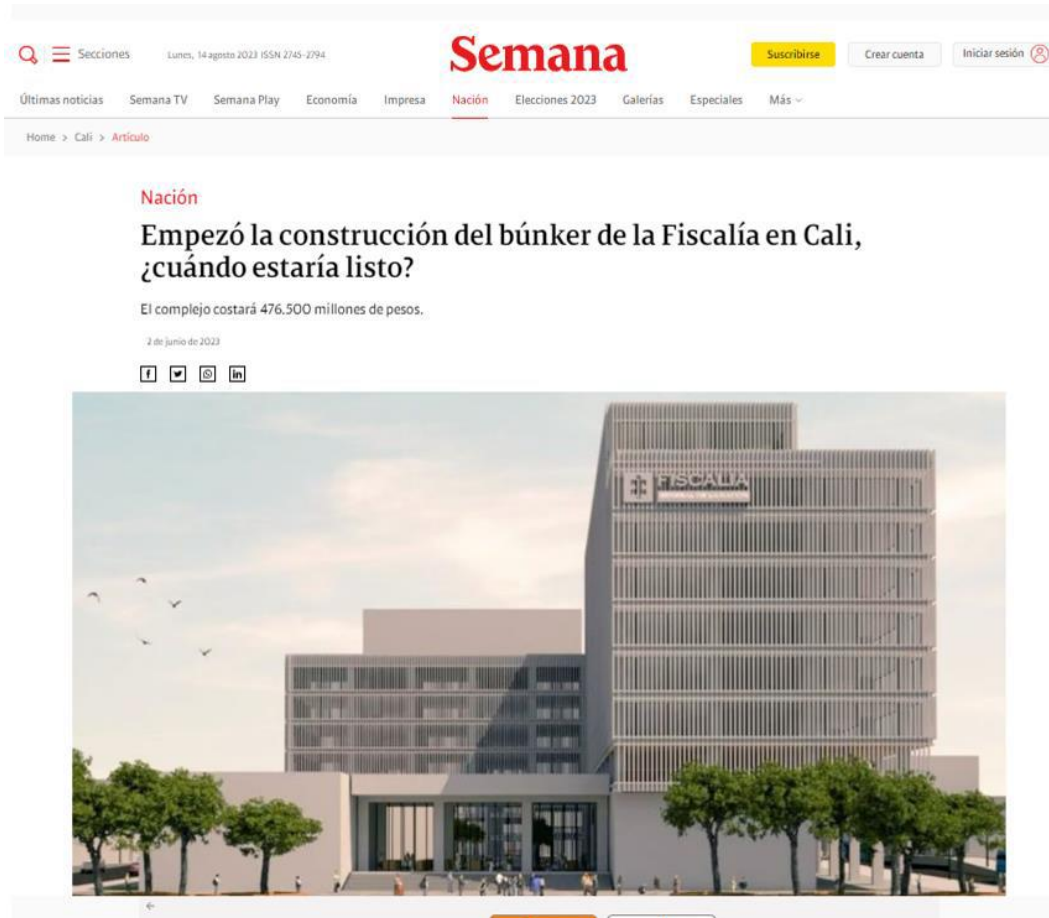 Secciones
Lunes, 14 agosto 2023 ISSN 2745-2794
Semana
Suscribirse
Crear cuenta
Iniciar sesión
Últimas noticias
Semana TV
Semana Play
Economía
Impresa
Nación
Elecciones 2023
Galerías
Especiales
Más
Home > Cali > Artículo
Nación
Empezó la construcción del búnker de la Fiscalía en Cali,
¿cuándo estaría listo?
El complejo costará 476.500 millones de pesos.
2 de junio de 2023
FISCALIA